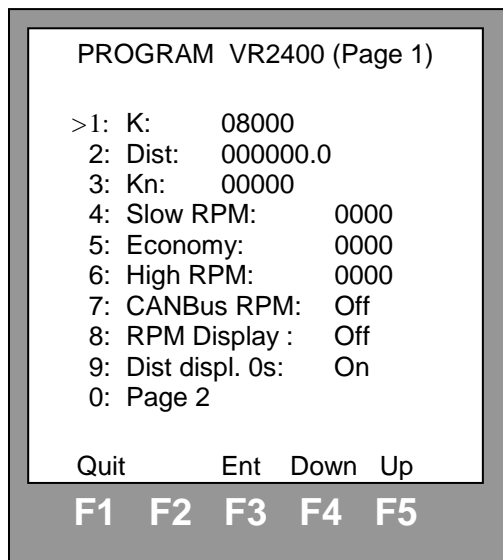 PROGRAM VR2400 (Page 1)
>1: K: 08000
2: Dist: 000000.0
3: Kn: 00000
4: Slow RPM: 0000
5: Economy: 0000
6: High RPM: 0000
7: CANBus RPM: Off
8: RPM Display : Off
9: Dist displ. 0s: On
0: Page 2
Quit Ent Down Up
F1 F2 F3 F4 F5